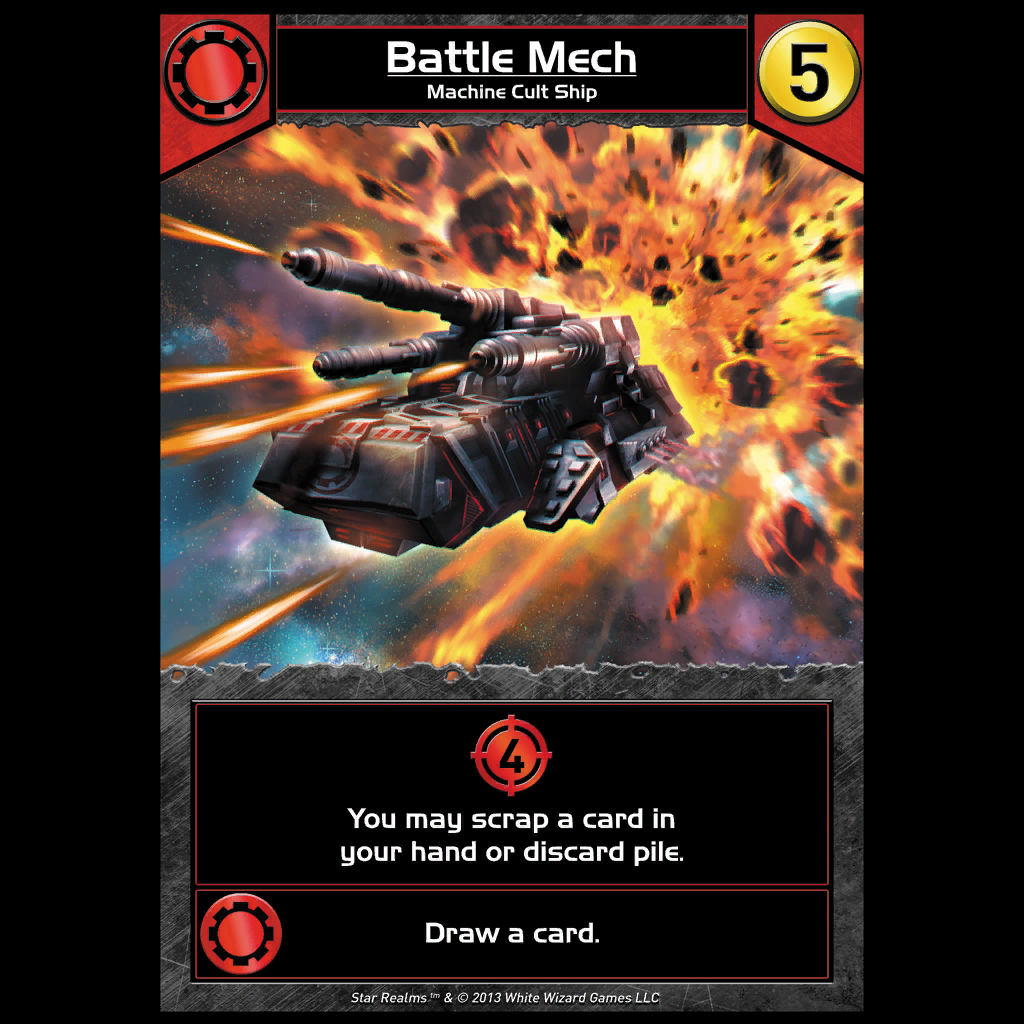 Battle Mech
Machine Cult Ship
5
4
You may scrap a card in
your hand or discard pile.
Draw a card.
Star Realms™ & © 2013 White Wizard Games LLC